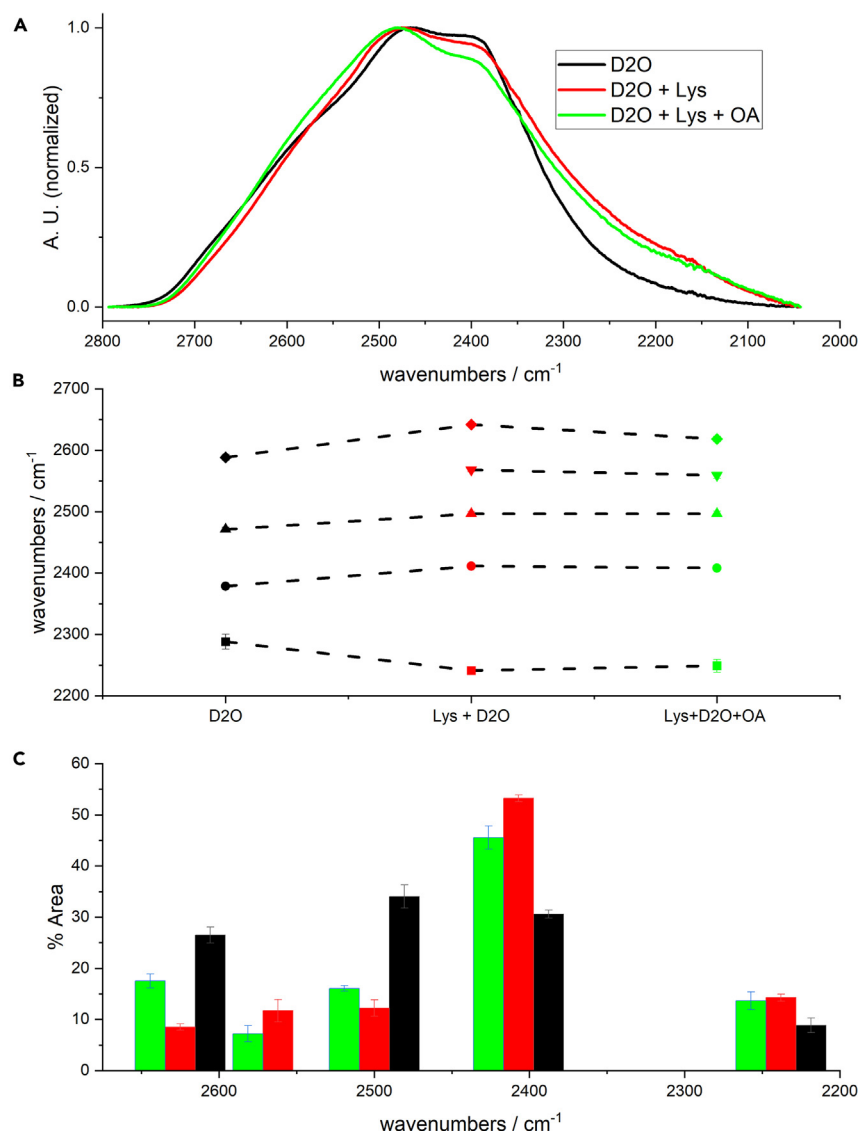 A
1.0
0.5
0.0
A. U. (normalized)
D2O
D2O + Lys
D2O + Lys + OA
2800 2700 2600 2500 2400 2300 2200 2100 2000
wavenumbers / cm-1
B
2700
2600
2500
2400
2300
2200
wavenumbers / cm-1
D2O Lys + D2O Lys+D2O+OA
C
60
50
40
30
20
10
0
% Area
2600 2500 2400 2300 2200
wavenumbers / cm-1